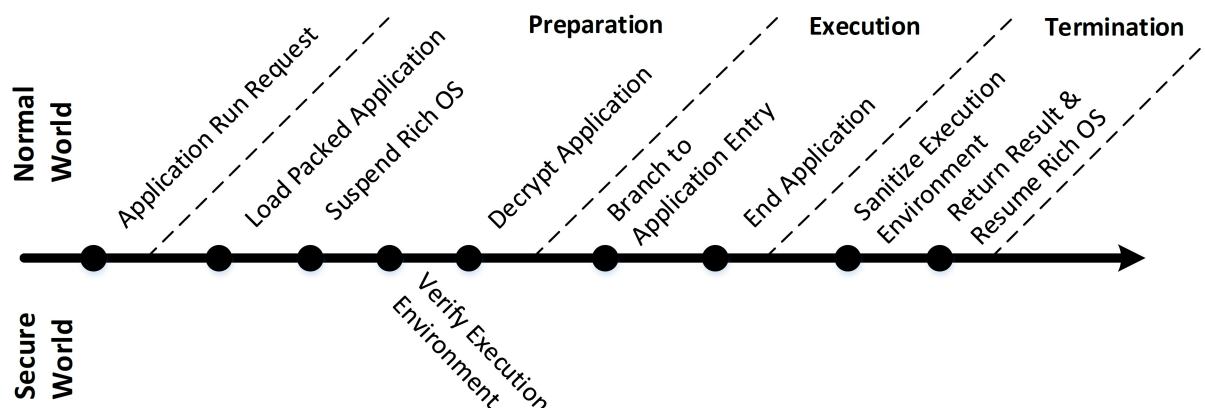 Preparation
Execution
Termination
Normal
World
Application Run Request
Load Packed Application
Suspend Rich OS
Decrypt Application
Branch to
Application Entry
End Application
Sanitize Execution
Environment
Return Result &
Resume Rich OS
Secure
World
Verify Execution
Environment